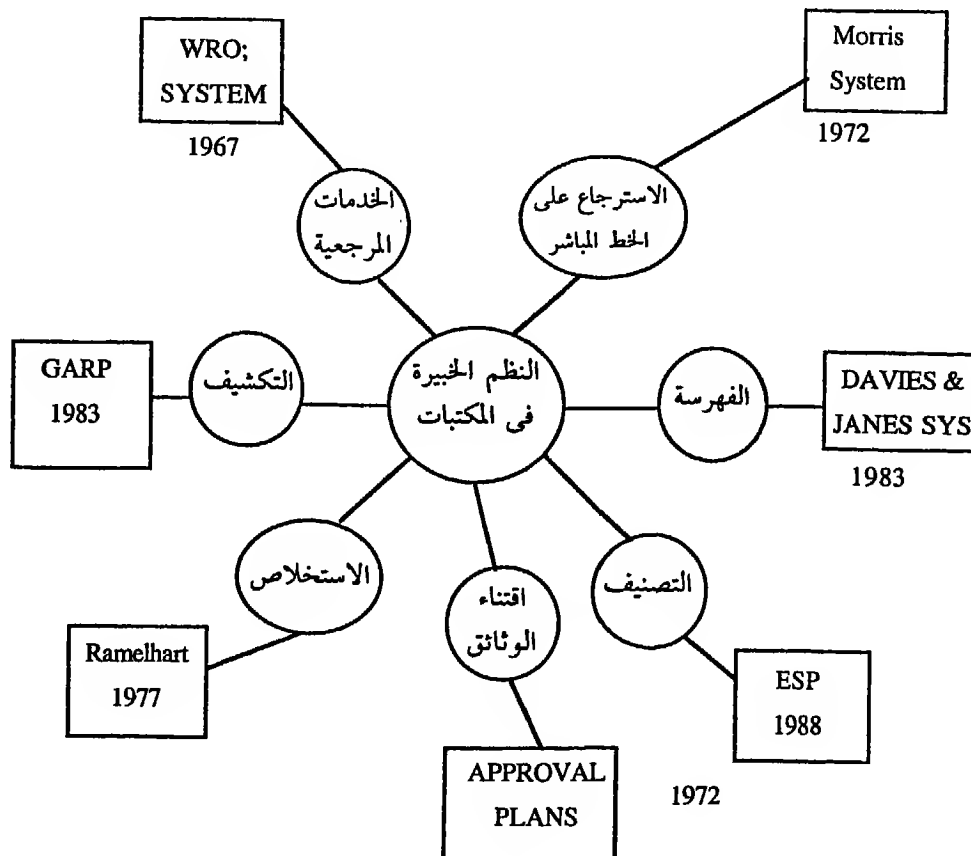 WRO;
SYSTEM
1967
Morris
System
1972
الخدمات
المرجعية
الاسترجاع على
الخط المباشر
GARP
1983
التكشيف
النظم الخبيرة
فى المكتبات
الفهرسة
DAVIES &
JANES SYS
1983
الاستخلاص
اقتناء
الوثائق
التصنيف
Ramelhart
1977
ESP
1988
APPROVAL
PLANS
1972